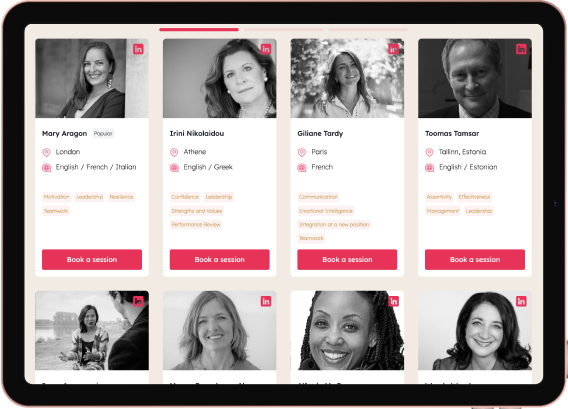 in
in
in
in
Mary Aragon Popular
London
English / French / Italian
Motivation Leadership Resilience
Teamwork
Book a session
Irini Nikolaidou
Athene
English / Greek
Confidence Leadership
Strengths and Values
Performance Review
Book a session
Giliane Tardy
Paris
French
Communication
Emotional Intelligence
Integration of a new position
Teamwork
Book a session
Toomas Tamsar
Tallinn, Estonia
English / Estonian
Assertivity Effectiveness
Management Leadership
Book a session
in
in
in
in